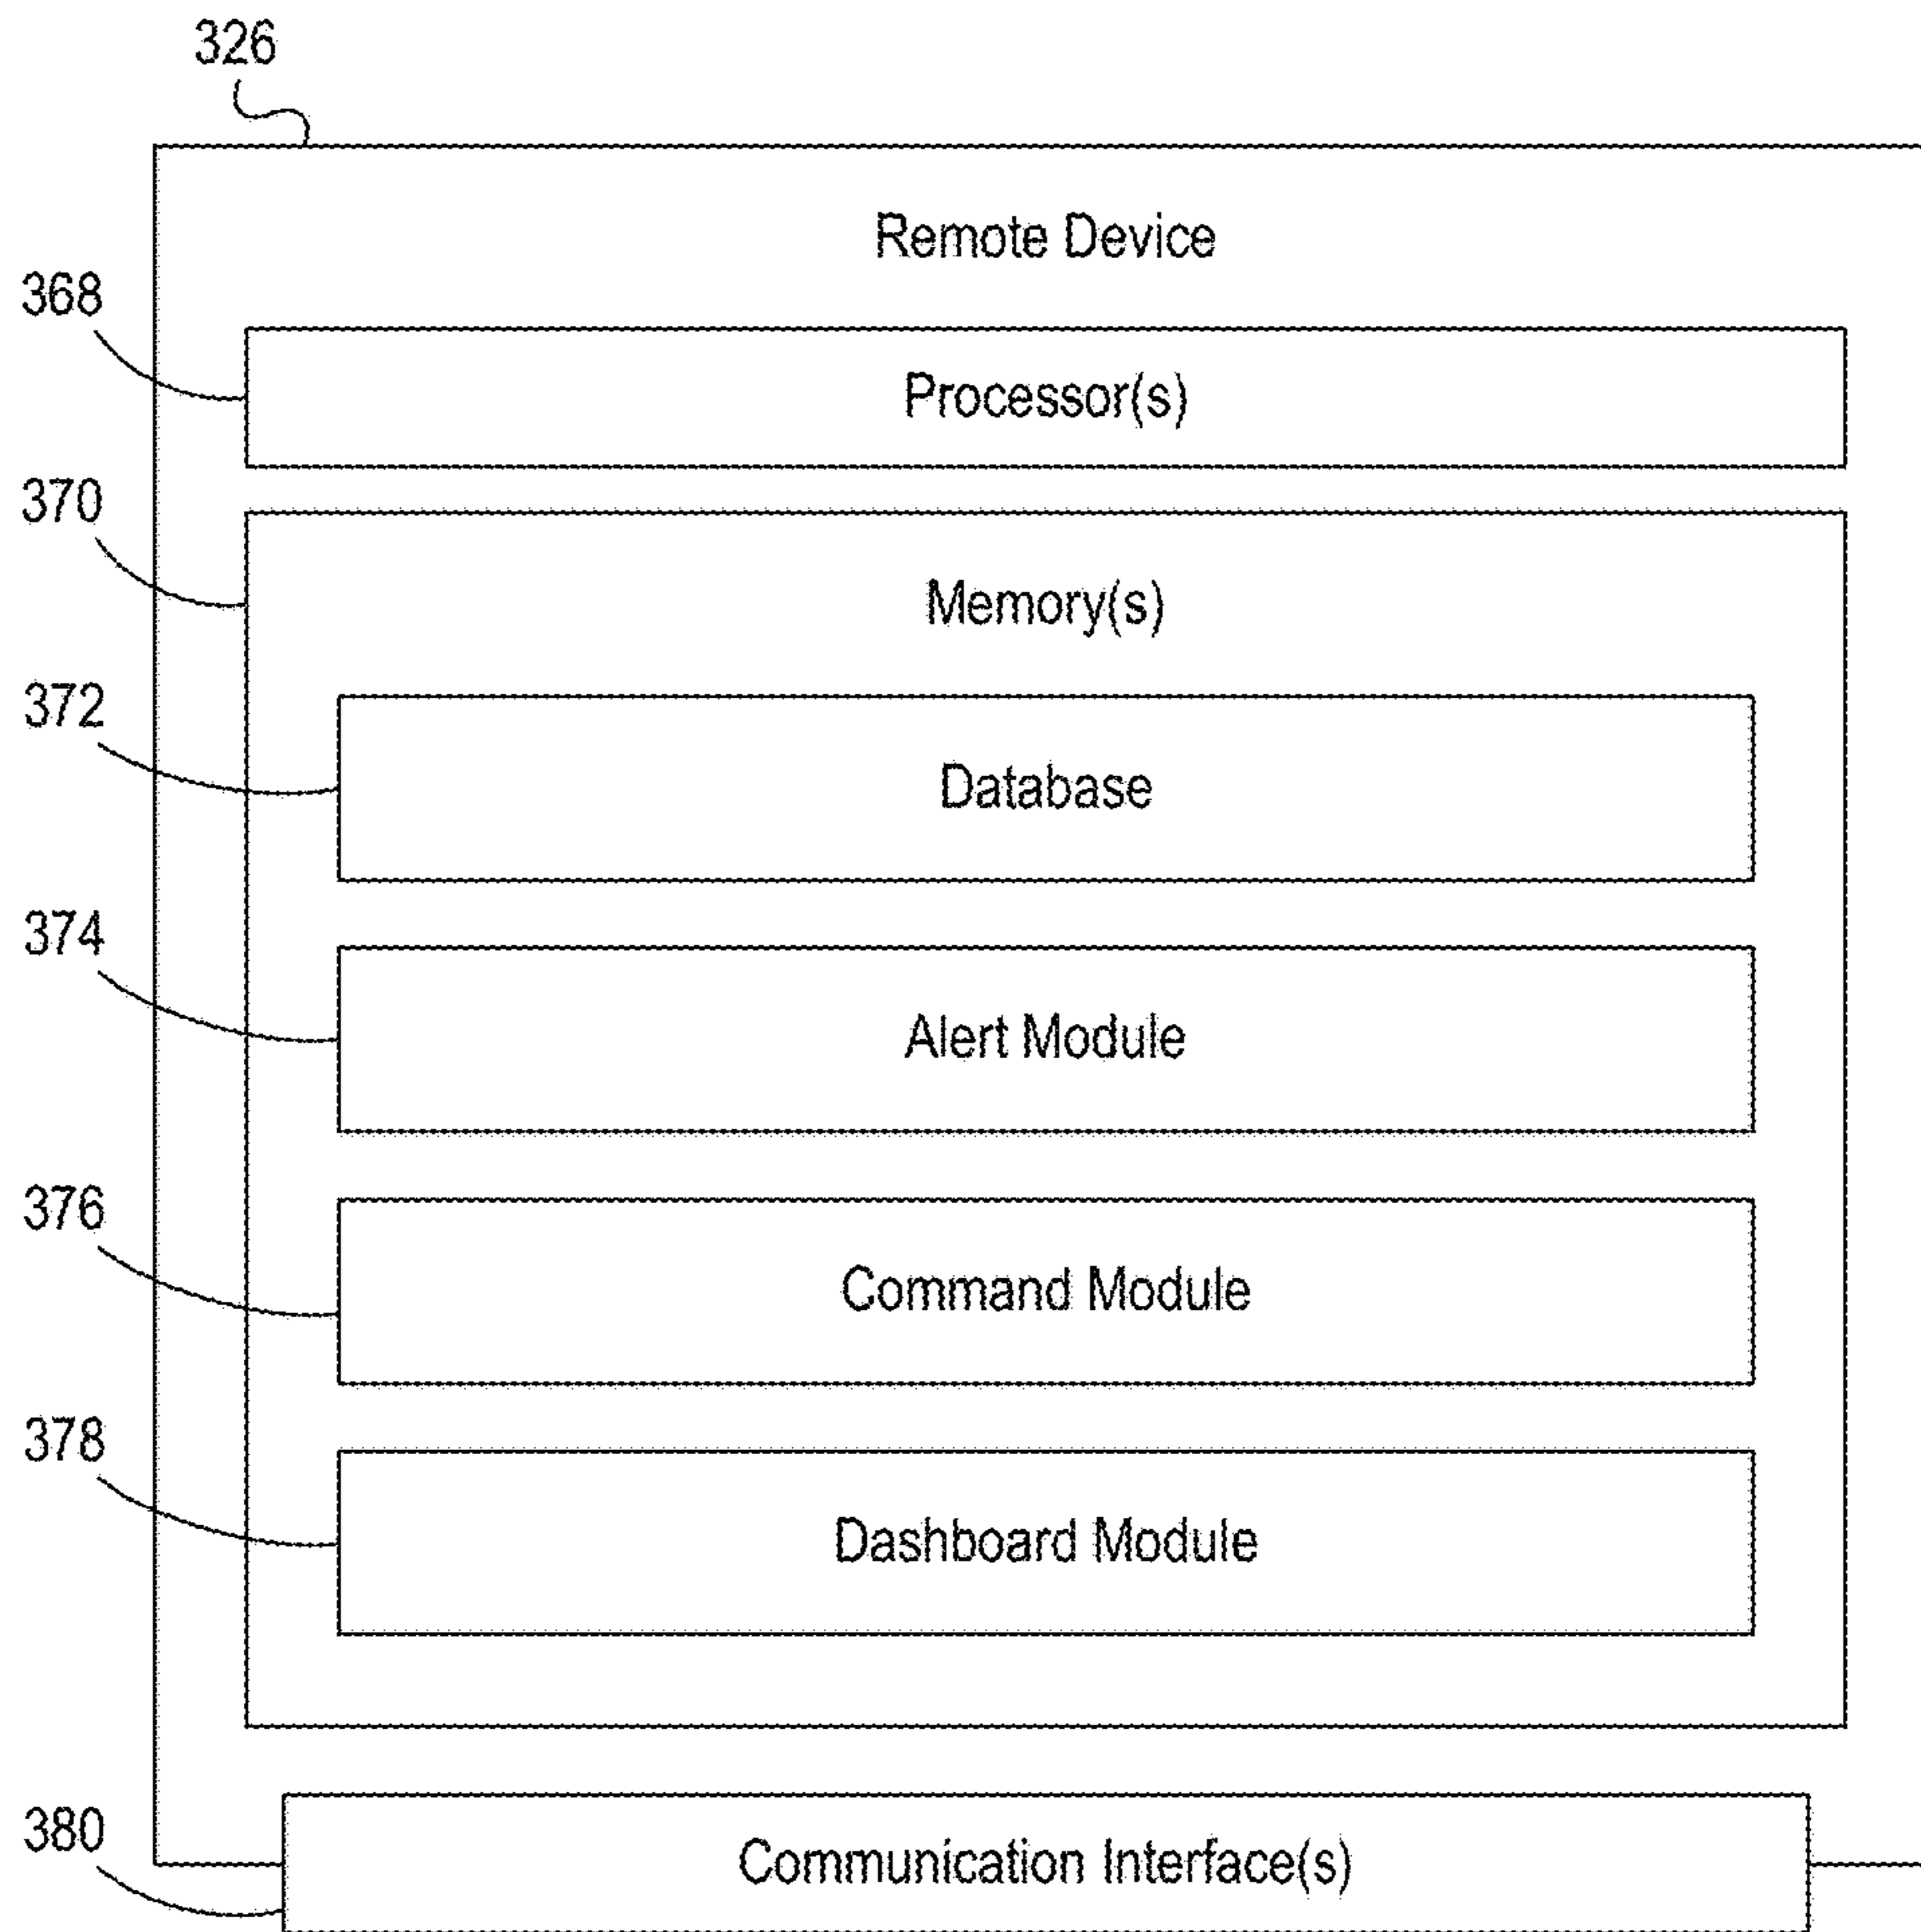 326
Remote Device
368
Processor(s)
370
Memory(s)
372
Database
374
Alert Module
376
Command Module
378
Dashboard Module
380
Communication Interface(s)